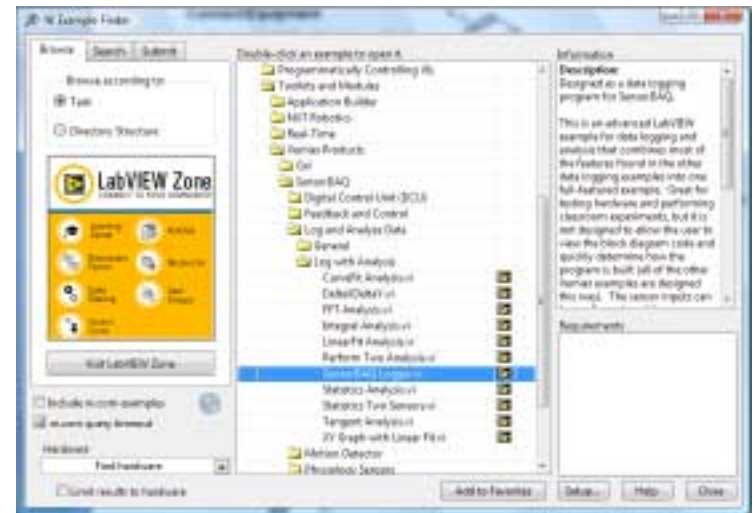 NI Example Finder
Browse
Search
Submit
Double-click an example to open it.
Information
Browse according to:
Task
Directory Structure
LabVIEW Zone
Visit LabVIEW Zone
Include ni.com examples
ni.com query timeout
Hardware
Find hardware
Limit results to hardware
Programmatically Controlling VIs
Toolkits and Modules
Application Builder
NXT Robotics
Real-Time
Vernier Products
Go!
SensorDAQ
Digital Control Unit (DCU)
Feedback and Control
Log and Analyze Data
General
Log with Analysis
CurveFit Analysis.vi
DeltaXDeltaY.vi
FFT Analysis.vi
Integral Analysis.vi
LinearFit Analysis.vi
Perform Two Analysis.vi
SensorDAQ Logger.vi
Statistics Analysis.vi
Statistics Two Sensors.vi
Tangent Analysis.vi
XY Graph with Linear Fit.vi
Motion Detector
Physiology Sensors
Description:
Designed as a data logging
program for SensorDAQ.
This is an advanced LabVIEW
example for data logging and
analysis that combines most of
the features found in the other
data logging examples into one
full-featured example. Great for
testing hardware and performing
classroom experiments, but it is
not designed to allow the user to
view the block diagram code and
quickly determine how the
program is built (all of the other
Vernier examples are designed
this way). The sensor inputs can
Requirements
Add to Favorites
Setup...
Help
Close